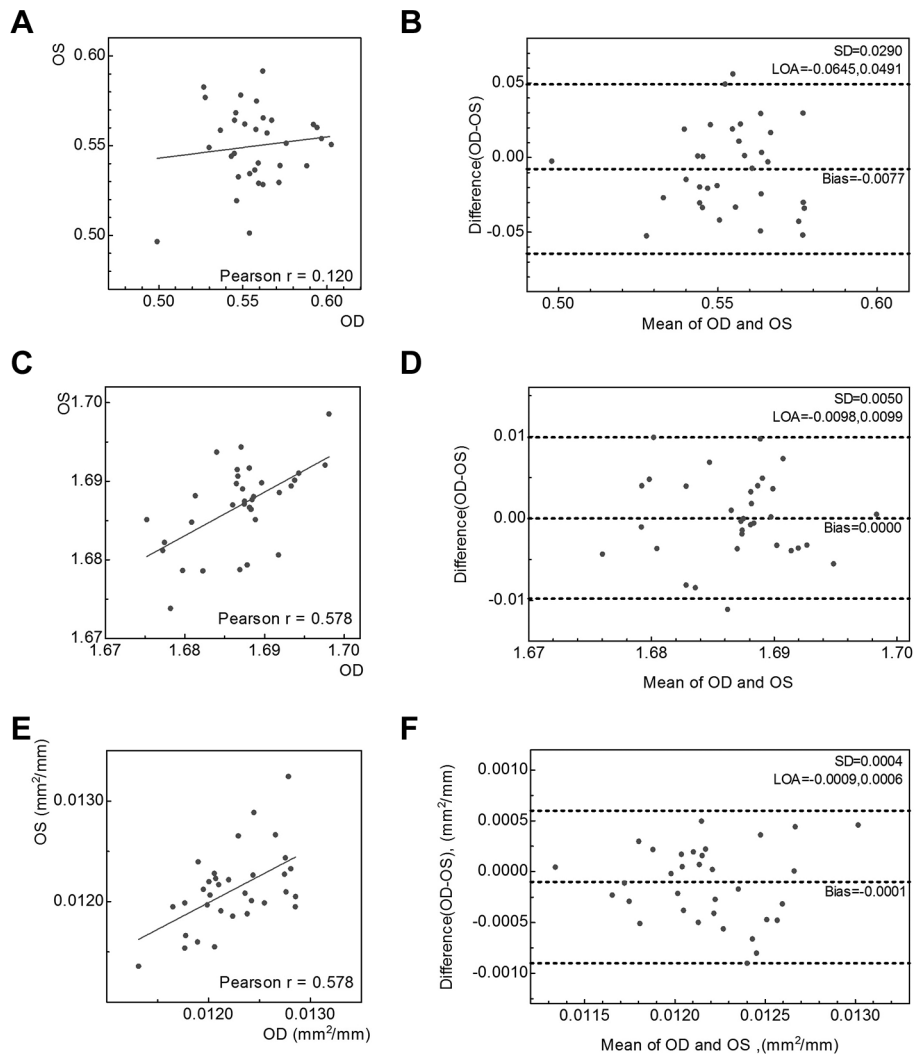 A
OS
0.60
0.55
0.50
Pearson r = 0.120
0.50 0.55 0.60
OD
B
SD=0.0290
LOA=-0.0645,0.0491
Difference(OD-OS)
0.05
0.00
-0.05
Bias=-0.0077
0.50 0.55 0.60
Mean of OD and OS
C
OS
1.70
1.69
1.68
1.67
Pearson r = 0.578
1.67 1.68 1.69 1.70
OD
D
SD=0.0050
LOA=-0.0098,0.0099
Difference(OD-OS)
0.01
0.00
-0.01
Bias=0.0000
1.67 1.68 1.69 1.70
Mean of OD and OS
E
OS (mm²/mm)
0.0130
0.0120
Pearson r = 0.578
0.0120 0.0130
OD (mm²/mm)
F
SD=0.0004
LOA=-0.0009,0.0006
Difference(OD-OS), (mm²/mm)
0.0010
0.0005
0.0000
-0.0005
-0.0010
Bias=-0.0001
0.0115 0.0120 0.0125 0.0130
Mean of OD and OS ,(mm²/mm)